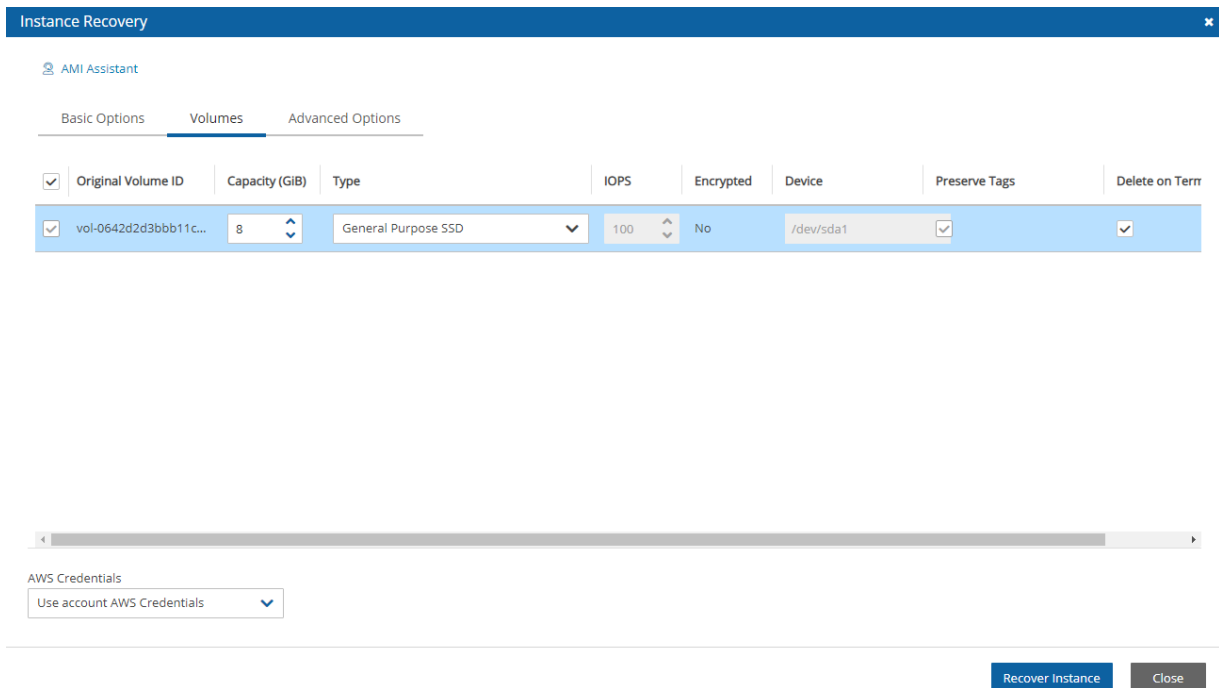 Instance Recovery
AMI Assistant
Basic Options Volumes Advanced Options
Original Volume ID Capacity (GiB) Type IOPS Encrypted Device Preserve Tags Delete on Term
vol-0642d2d3bbb11c... 8 General Purpose SSD 100 No /dev/sda1
AWS Credentials
Use account AWS Credentials
Recover Instance Close